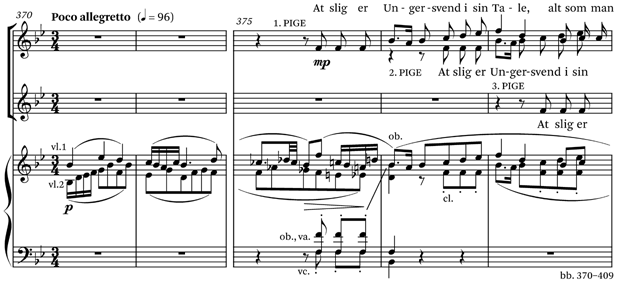 370 Poco allegretto (♩ = 96) 375
At slig er Un - ger - svend i sin Ta - le, alt som man
1. PIGE
mp
2. PIGE At slig er Un-ger-svend i sin
3. PIGE
At slig er
vl.1
ob.
vl.2
p
cl.
ob., va.
vc.
bb. 370–409